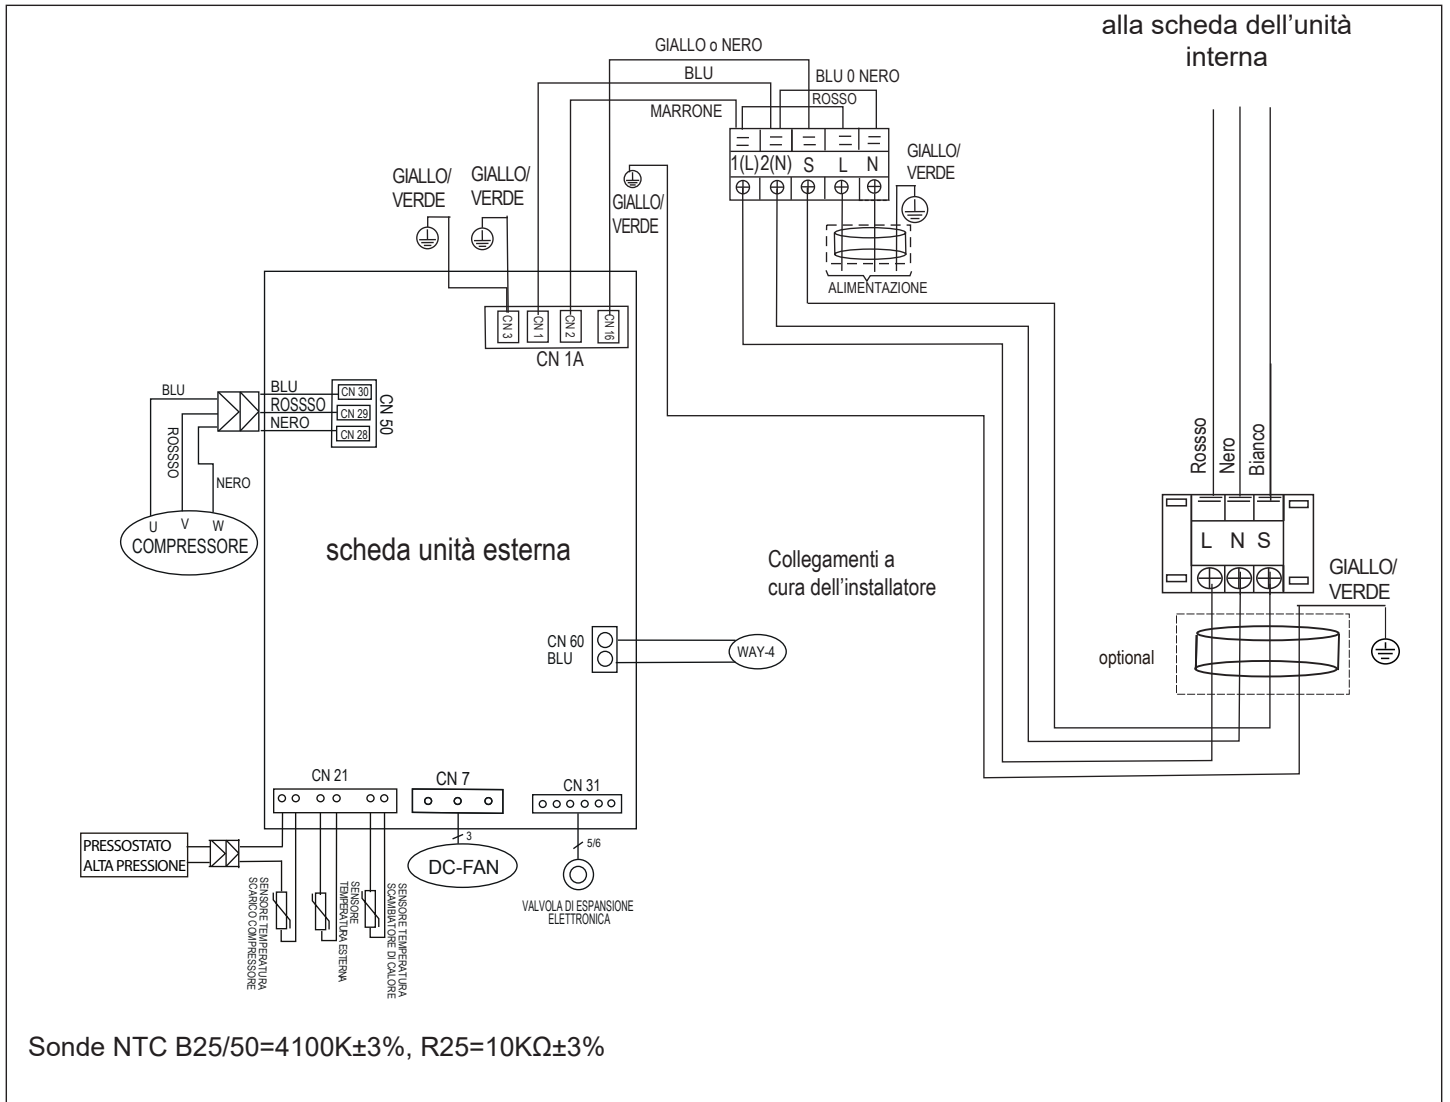 alla scheda dell'unità
interna
GIALLO o NERO
BLU
BLU 0 NERO
ROSSO
MARRONE
1(L) 2(N) S L N
GIALLO/
VERDE
GIALLO/
VERDE
GIALLO/
VERDE
GIALLO/
VERDE
ALIMENTAZIONE
CN 3
CN 1
CN 2
CN 16
CN 1A
BLU
ROSSSO
NERO
BLU
ROSSSO
NERO
CN 30
CN 29
CN 28
CN 50
U V W
COMPRESSORE
scheda unità esterna
Collegamenti a
cura dell'installatore
Rossso
Nero
Bianco
L N S
GIALLO/
VERDE
optional
CN 60
BLU
WAY-4
CN 21
CN 7
CN 31
3
5/6
PRESSOSTATO
ALTA PRESSIONE
DC-FAN
VALVOLA DI ESPANSIONE
ELETTRONICA
SENSORE TEMPERATURA
SCARICO COMPRESSORE
SENSORE
TEMPERATURA ESTERNA
SENSORE TEMPERATURA
SCAMBIATORE DI CALORE
Sonde NTC B25/50=4100K±3%, R25=10KΩ±3%